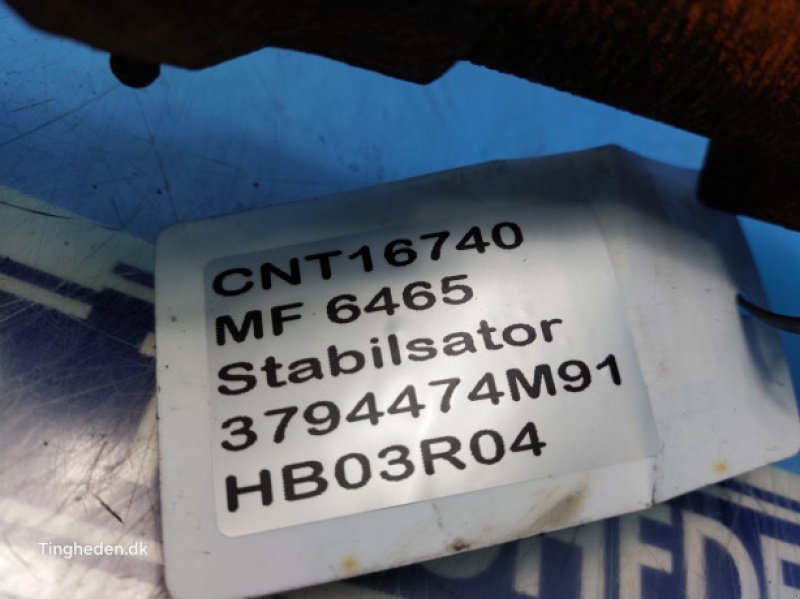 CNT16740
MF 6465
Stabilsator
3794474M91
HB03R04
Tingheden.dk